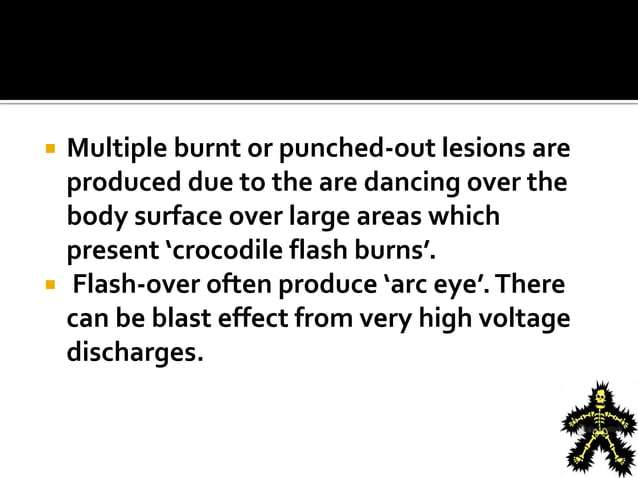 Multiple burnt or punched-out lesions are
produced due to the are dancing over the
body surface over large areas which
present ‘crocodile flash burns’.
Flash-over often produce ‘arc eye’. There
can be blast effect from very high voltage
discharges.